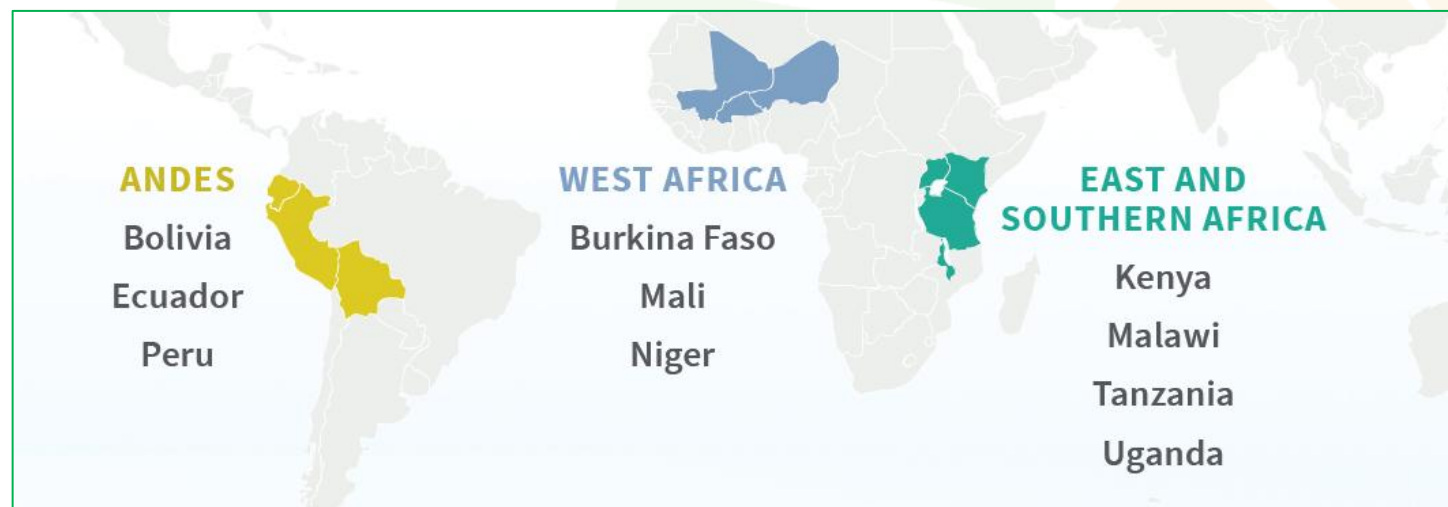 ANDES
Bolivia
Ecuador
Peru
WEST AFRICA
Burkina Faso
Mali
Niger
EAST AND
SOUTHERN AFRICA
Kenya
Malawi
Tanzania
Uganda